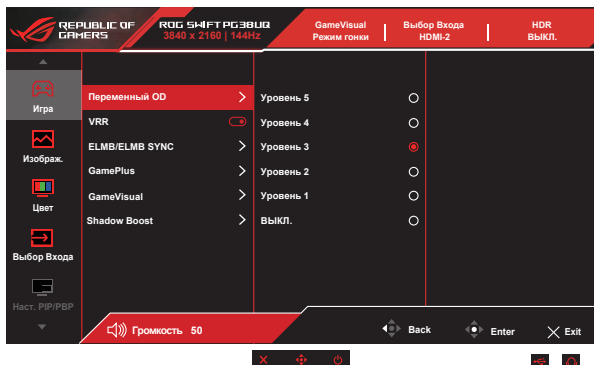 REPUBLIC OF
GAMERS
ROG SWIFT PG38UQ
3840 x 2160 | 144Hz
GameVisual
Режим гонки
Выбор Входа
HDMI-2
HDR
ВЫКЛ.
Игра
Изображ.
Цвет
Выбор Входа
Наст. PIP/PBP
Переменный OD
VRR
ELMB/ELMB SYNC
GamePlus
GameVisual
Shadow Boost
Уровень 5
Уровень 4
Уровень 3
Уровень 2
Уровень 1
ВЫКЛ.
Громкость 50
Back
Enter
Exit